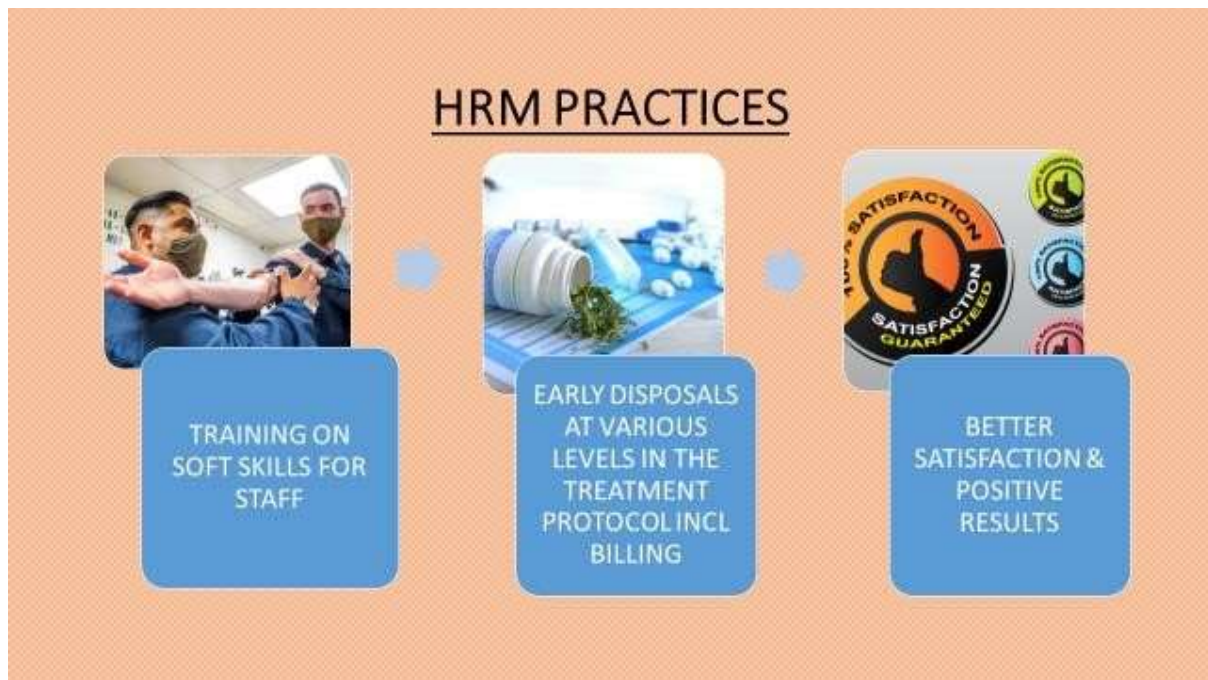 HRM PRACTICES
100% SATISFACTION
SATISFACTION
GUARANTEED
TRAINING ON
SOFT SKILLS FOR
STAFF
EARLY DISPOSALS
AT VARIOUS
LEVELS IN THE
TREATMENT
PROTOCOL INCL
BILLING
BETTER
SATISFACTION &
POSITIVE
RESULTS